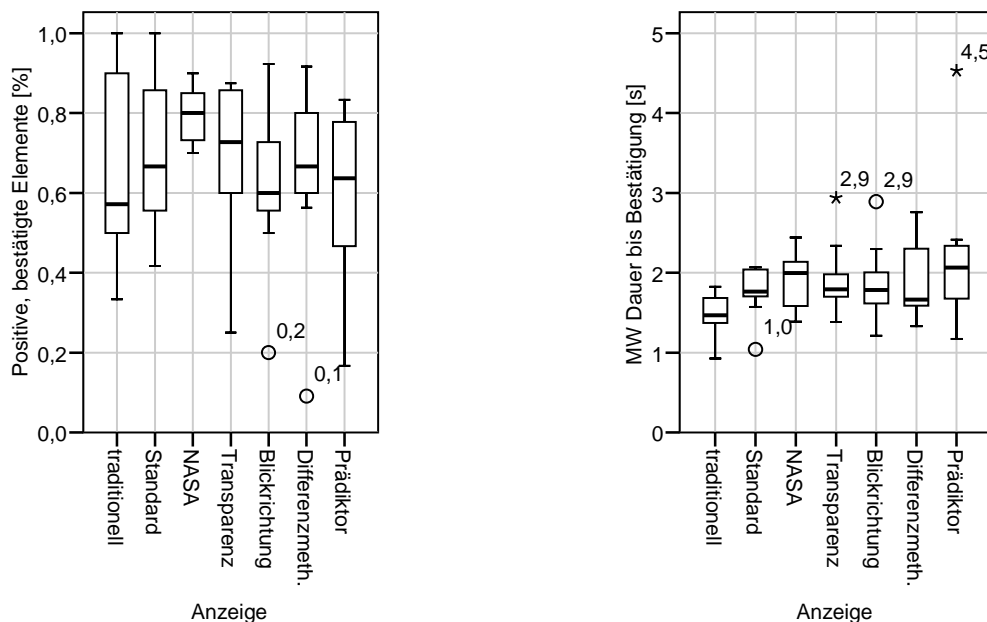 Positive, bestätigte Elemente [%]
1,0
0,8
0,6
0,4
0,2
0,0
0,2
0,1
traditionell
Standard
NASA
Transparenz
Blickrichtung
Differenzmeth.
Prädiktor
Anzeige
MW Dauer bis Bestätigung [s]
5
4
3
2
1
0
4,5
2,9
2,9
1,0
traditionell
Standard
NASA
Transparenz
Blickrichtung
Differenzmeth.
Prädiktor
Anzeige